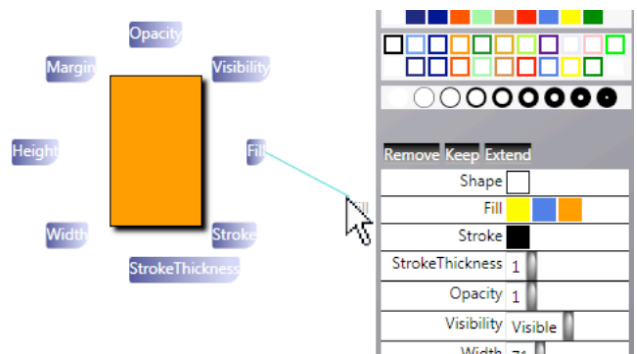 Opacity
Margin
Visibility
Height
Fill
Width
Stroke
StrokeThickness
Remove Keep Extend
Shape
Fill
Stroke
StrokeThickness 1
Opacity 1
Visibility Visible
Width